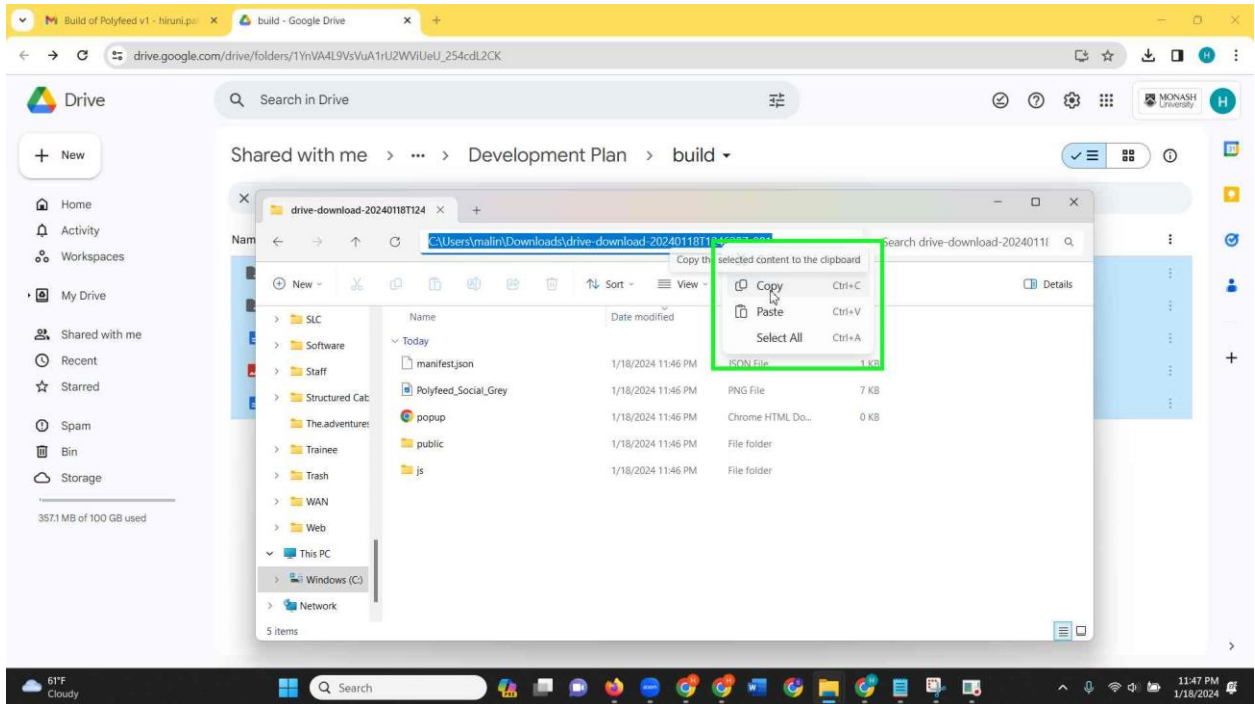 Build of Polyfeed v1 - hiruni.pal
build - Google Drive
drive.google.com/drive/folders/1YnVA4L9VsVuA1rU2WViUeU_254cdL2CK
H
Drive
Search in Drive
MONASH
University
H
New
Shared with me > ... > Development Plan > build
31
Home
Activity
Workspaces
My Drive
Shared with me
Recent
Starred
Spam
Bin
Storage
357.1 MB of 100 GB used
Nam
drive-download-20240118T124
C:\Users\malin\Downloads\drive-download-20240118T1
Search drive-download-2024011
Copy the selected content to the clipboard
New
Sort
View
Details
Copy Ctrl+C
Paste Ctrl+V
Select All Ctrl+A
SLC
Software
Staff
Structured Cab
The.adventures
Trainee
Trash
WAN
Web
This PC
Windows (C:)
Network
Name Date modified
Today
manifest.json 1/18/2024 11:46 PM JSON File 1 KB
Polyfeed_Social_Grey 1/18/2024 11:46 PM PNG File 7 KB
popup 1/18/2024 11:46 PM Chrome HTML Do... 0 KB
public 1/18/2024 11:46 PM File folder
js 1/18/2024 11:46 PM File folder
5 items
61°F
Cloudy
Search
zoom
11:47 PM
1/18/2024